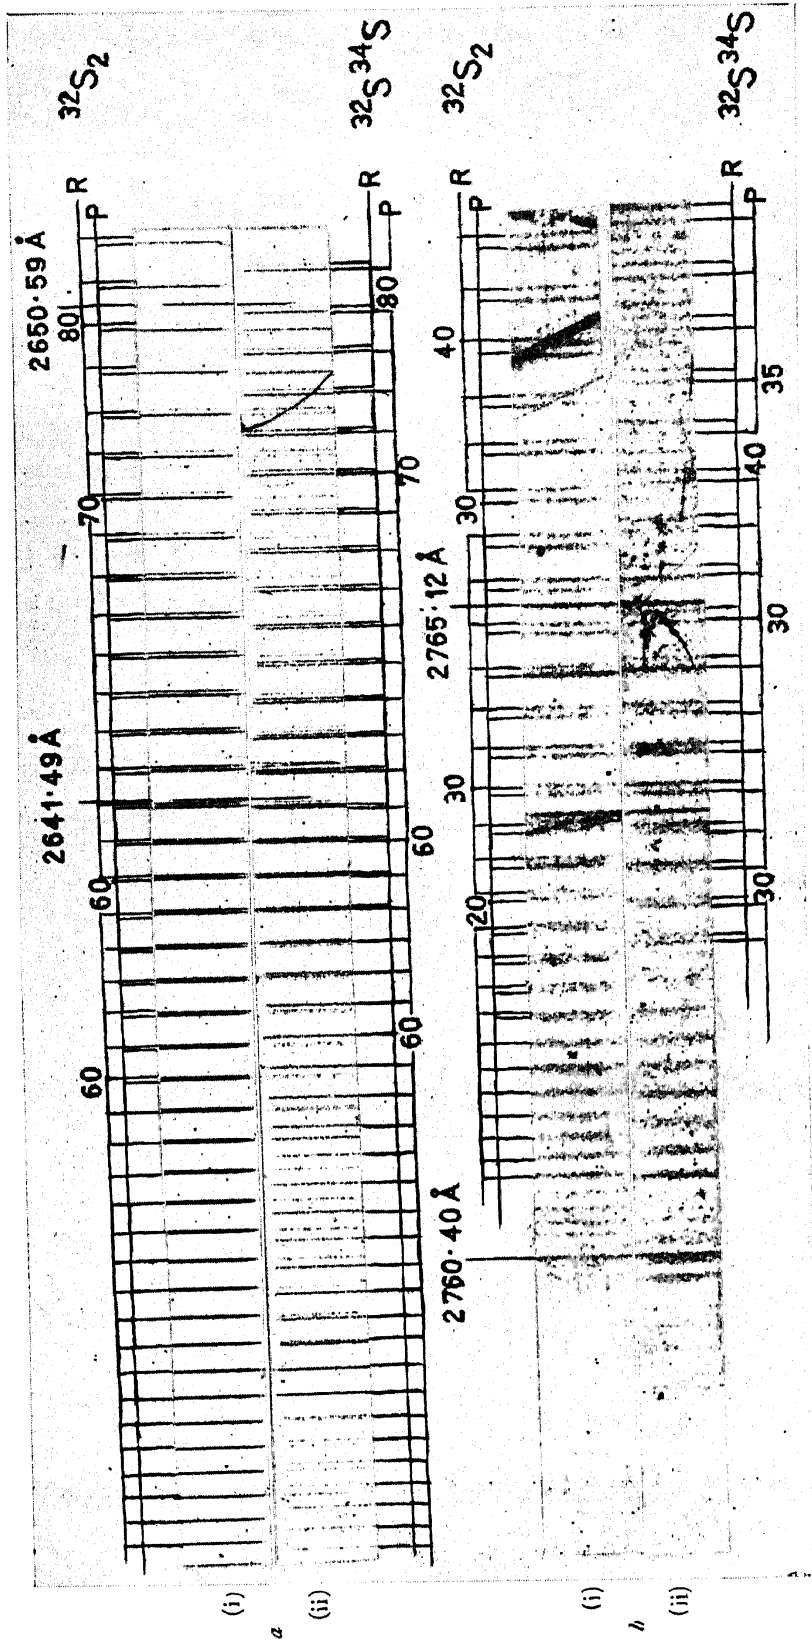 2641·49 Å 2650·59 Å
60 60 70 80 R ³²S₂
P
(i)
a
(ii)
R ³²S³⁴S
60 60 70 80 P
2760·40 Å 2765·12 Å
20 30 30 40 R ³²S₂
P
(i)
b
(ii)
R ³²S³⁴S
P
30 30 40 35